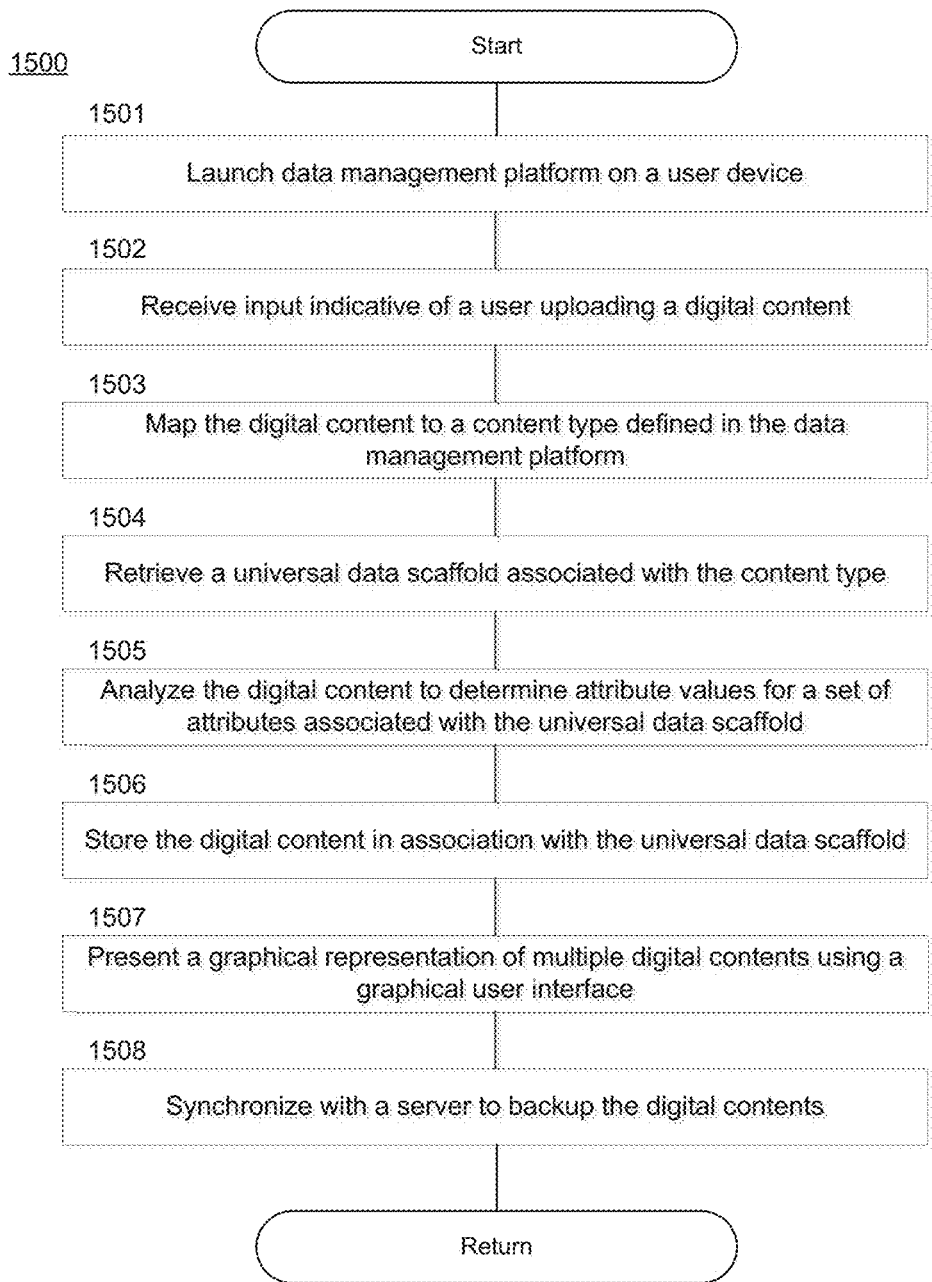 Start
1500
1501
Launch data management platform on a user device
1502
Receive input indicative of a user uploading a digital content
1503
Map the digital content to a content type defined in the data
management platform
1504
Retrieve a universal data scaffold associated with the content type
1505
Analyze the digital content to determine attribute values for a set of
attributes associated with the universal data scaffold
1506
Store the digital content in association with the universal data scaffold
1507
Present a graphical representation of multiple digital contents using a
graphical user interface
1508
Synchronize with a server to backup the digital contents
Return